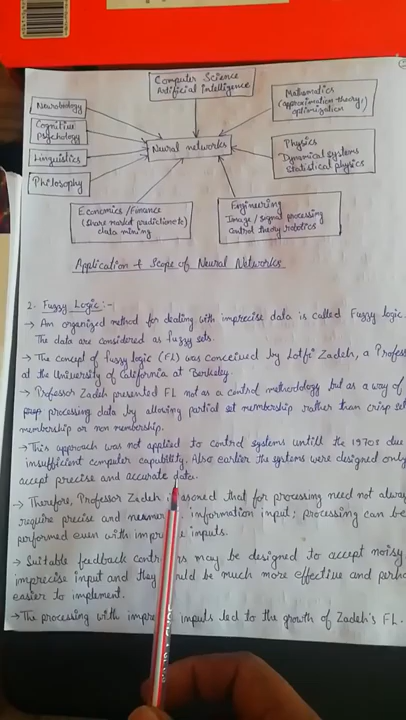 Computer Science
Artificial intelligence
Neurobiology
Mathematics
(approximation theory,
optimization)
Cognitive
Psychology
Linguistics
Neural networks
Physics
Dynamical systems
Statistical physics
Philosophy
Economics/Finance
(share market prediction etc)
data mining
Engineering
Image/signal processing
Control theory robotics
Application & Scope of Neural Networks
2- Fuzzy Logic:-
→ An organized method for dealing with imprecise data is called Fuzzy logic.
The data are considered as fuzzy sets.
→ The concept of fuzzy logic (FL) was conceived by Lotfi Zadeh, a
at the University of California at Berkeley.
→ Professor Zadeh presented FL not as a control methodology but as a way of
processing data by allowing partial set membership rather than crisp set
membership or non membership.
→ This approach was not applied to control systems untill the 1970s due
insufficient computer capability. Also earlier the systems were designed only
accept precise and accurate data.
→ Therefore, Professor Zadeh that for processing need not
require precise and information input; processing can be
performed even with inputs.
→ Suitable feedback may be designed to accept noisy
imprecise input and they be much more effective and
easier to implement.
→ The processing with inputs led to the growth of Zadeh's FL.